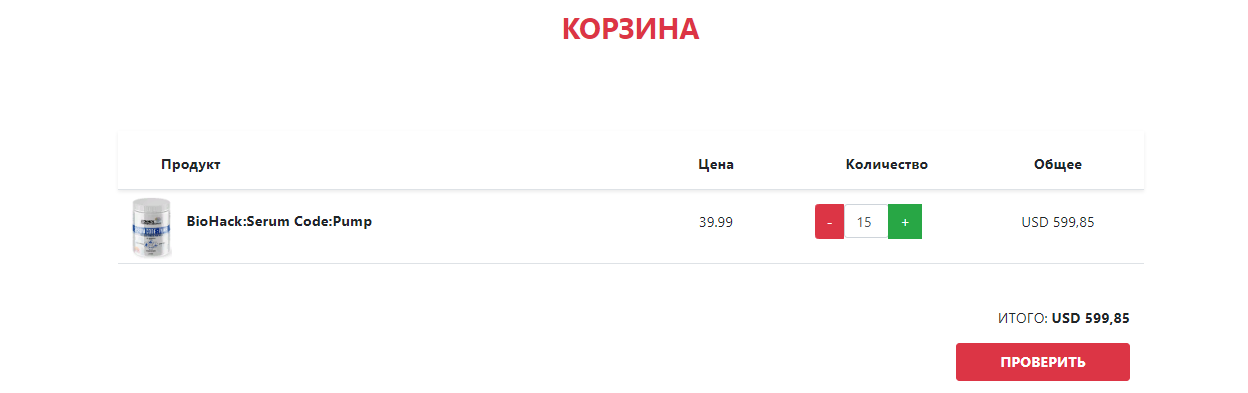 КОРЗИНА
Продукт Цена Количество Общее
BioHack:Serum Code:Pump 39.99 - 15 + USD 599,85
ИТОГО: USD 599,85
ПРОВЕРИТЬ